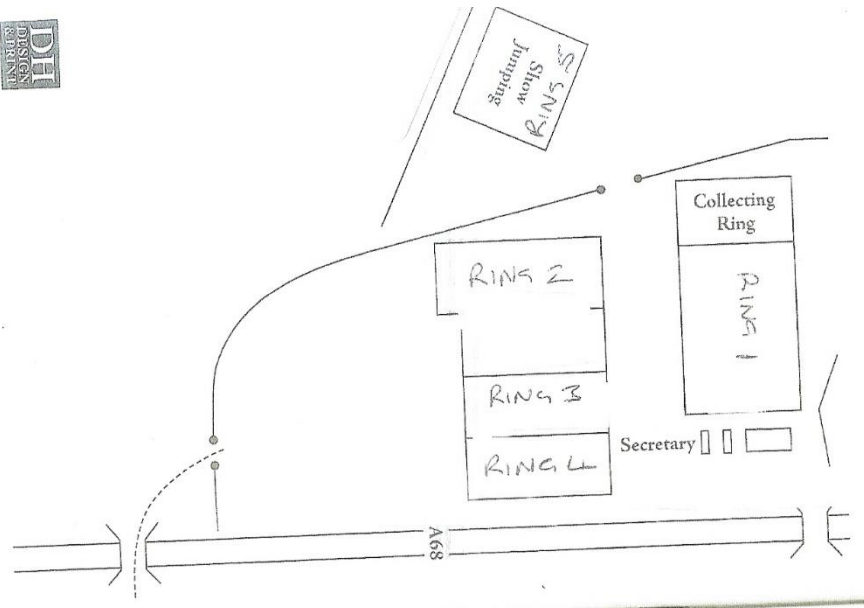 DH
DESIGN
& PRINT
Show
Jumping
RING 5
Collecting
Ring
RING 2
RING 1
RING 3
Secretary
RING 4
A68